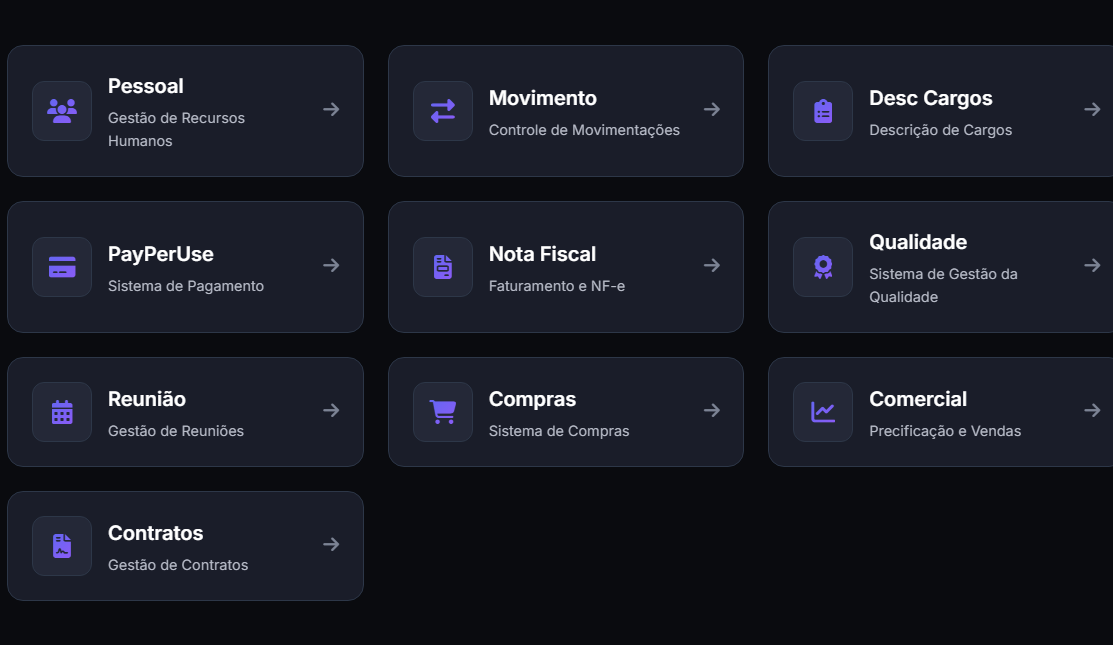 Pessoal
Gestão de Recursos
Humanos
Movimento
Controle de Movimentações
Desc Cargos
Descrição de Cargos
PayPerUse
Sistema de Pagamento
Nota Fiscal
Faturamento e NF-e
Qualidade
Sistema de Gestão da
Qualidade
Reunião
Gestão de Reuniões
Compras
Sistema de Compras
Comercial
Precificação e Vendas
Contratos
Gestão de Contratos